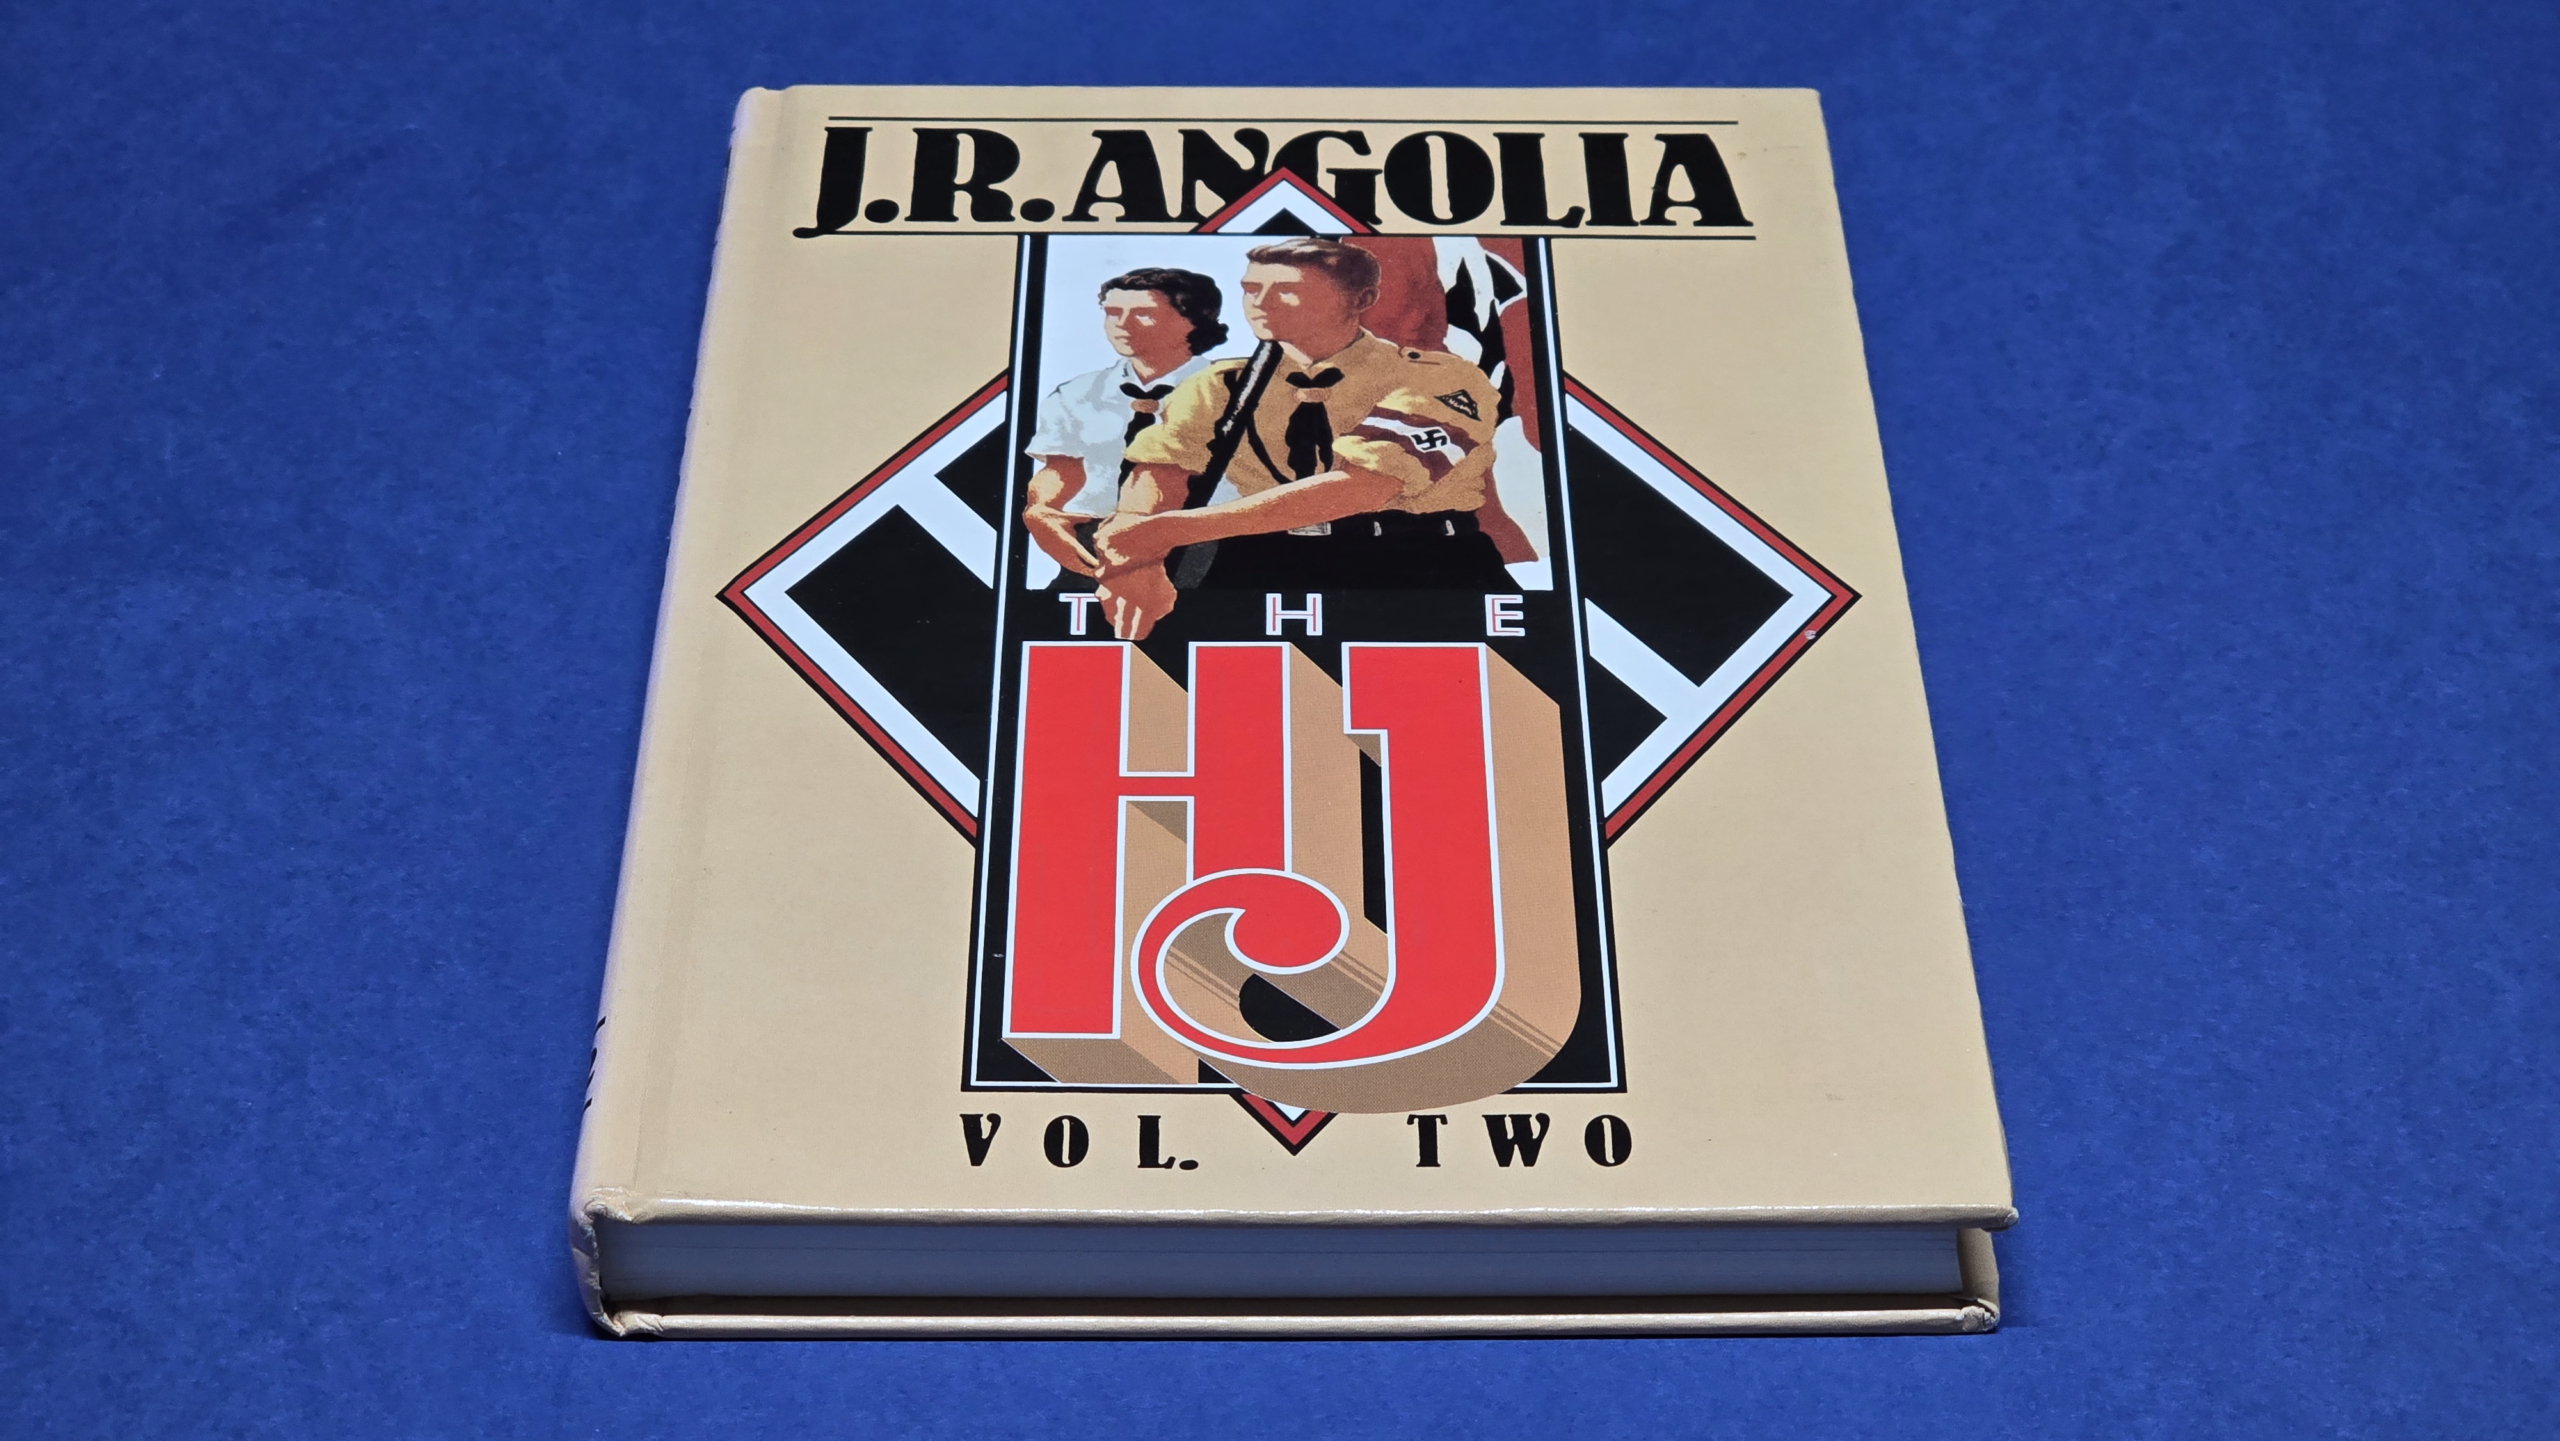 J.R. ANGOLIA
THE
HJ
VOL. TWO